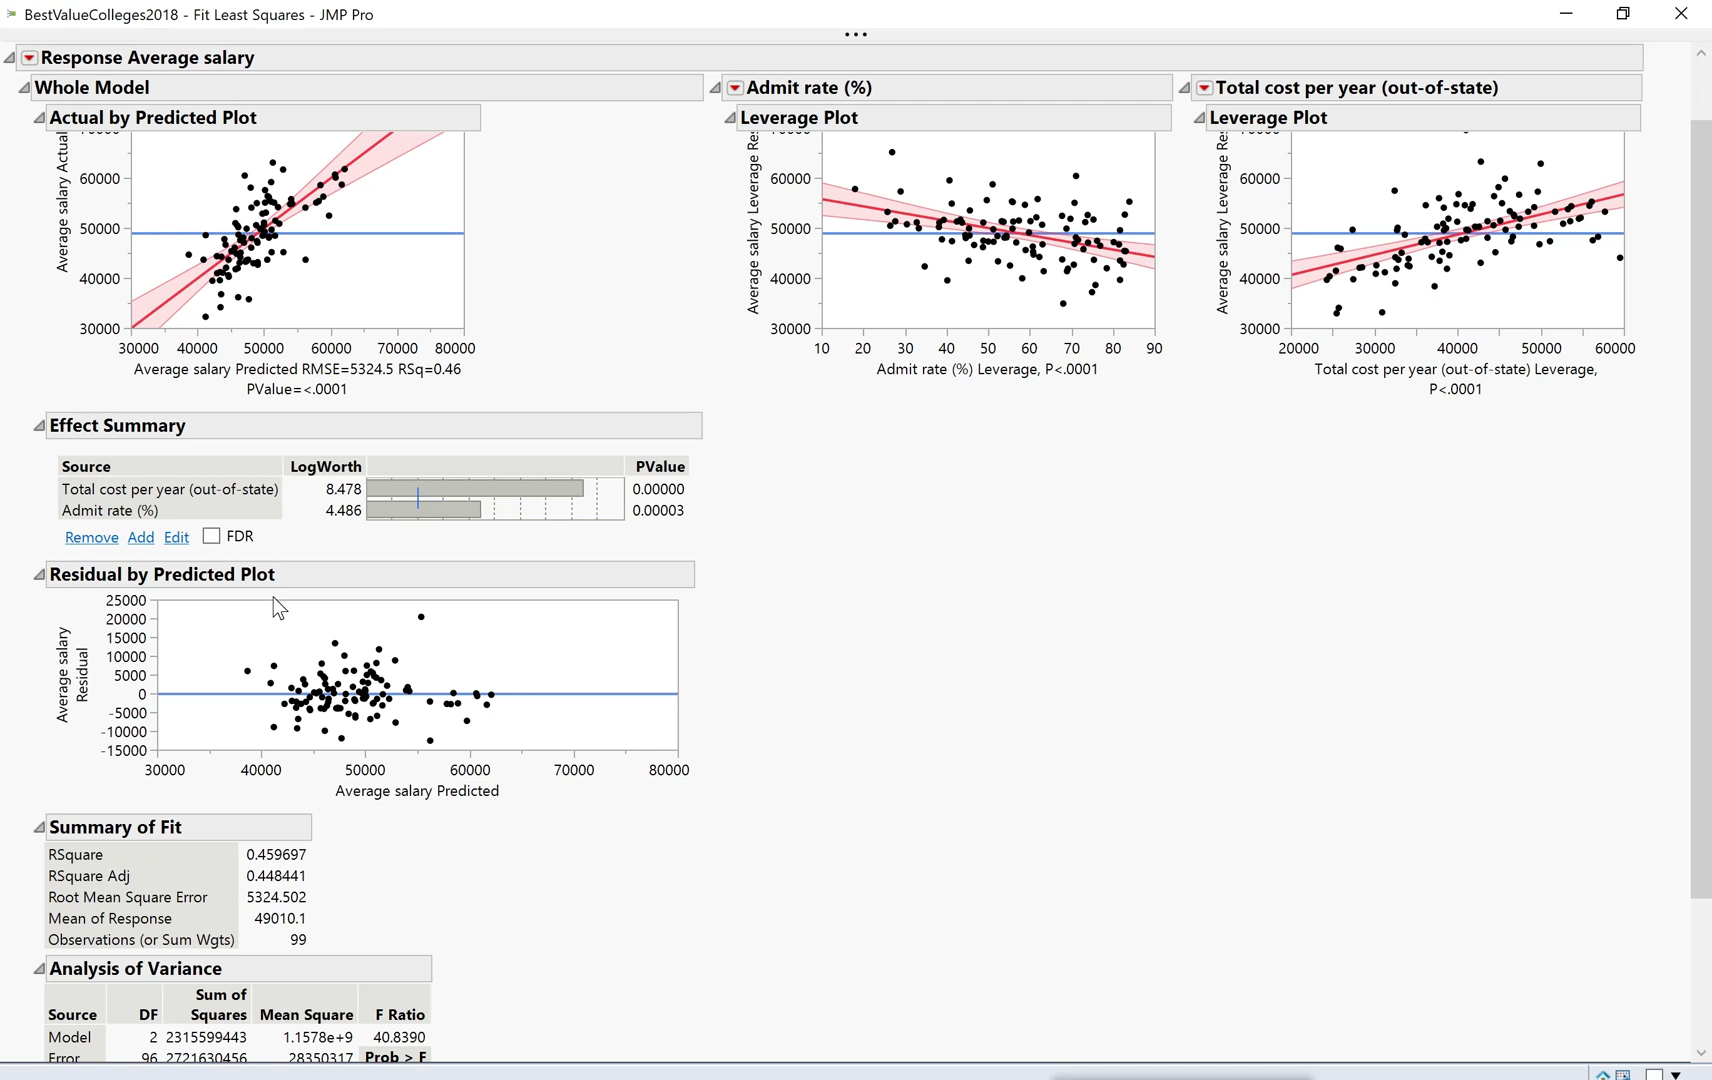 BestValueColleges2018 - Fit Least Squares - JMP Pro
Response Average salary
Whole Model
Admit rate (%)
Total cost per year (out-of-state)
Actual by Predicted Plot
Leverage Plot
Leverage Plot
Average salary Actual
60000
50000
40000
30000
30000 40000 50000 60000 70000 80000
Average salary Predicted RMSE=5324.5 RSq=0.46
PValue=<.0001
Average salary Leverage Re
60000
50000
40000
30000
10 20 30 40 50 60 70 80 90
Admit rate (%) Leverage, P<.0001
Average salary Leverage Re
60000
50000
40000
30000
20000 30000 40000 50000 60000
Total cost per year (out-of-state) Leverage,
P<.0001
Effect Summary
Source LogWorth PValue
Total cost per year (out-of-state) 8.478 0.00000
Admit rate (%) 4.486 0.00003
Remove Add Edit FDR
Residual by Predicted Plot
Average salary
Residual
25000
20000
15000
10000
5000
0
-5000
-10000
-15000
30000 40000 50000 60000 70000 80000
Average salary Predicted
Summary of Fit
RSquare 0.459697
RSquare Adj 0.448441
Root Mean Square Error 5324.502
Mean of Response 49010.1
Observations (or Sum Wgts) 99
Analysis of Variance
Sum of
Source DF Squares Mean Square F Ratio
Model 2 2315599443 1.1578e+9 40.8390
Error 96 2721630456 28350317 Prob > F